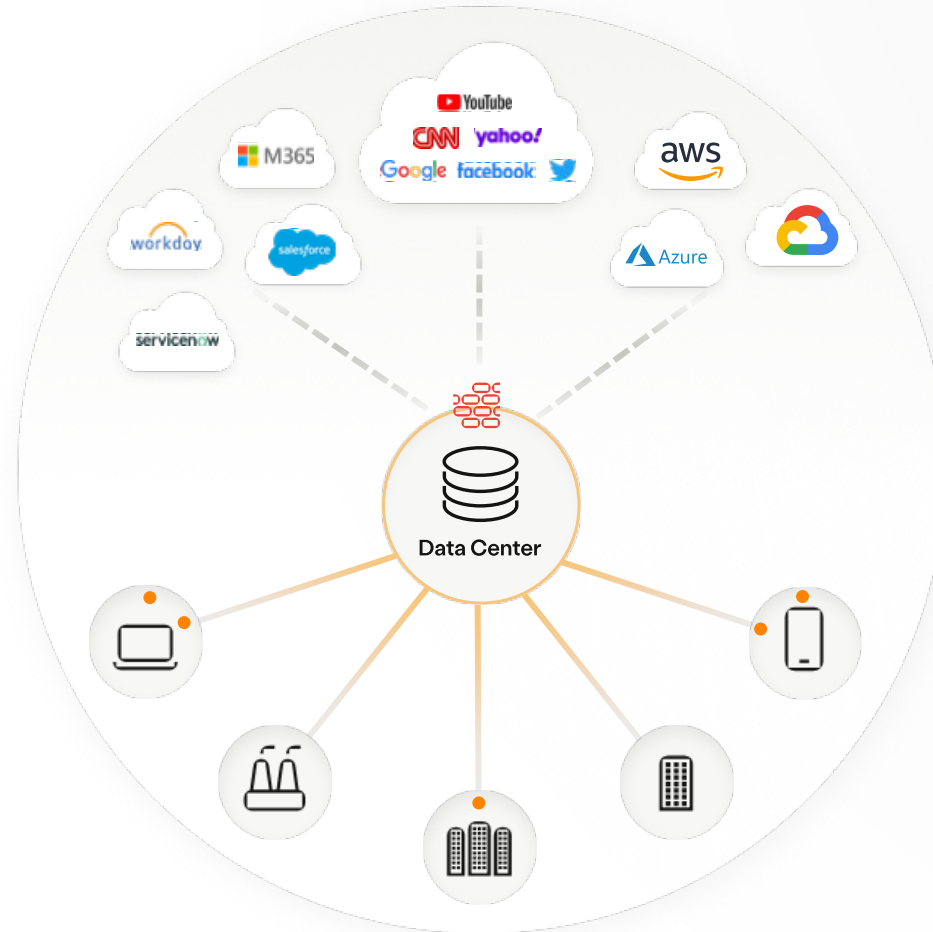 YouTube
CNN yahoo!
Google facebook
M365
aws
workday
salesforce
Azure
servicenow
Data Center